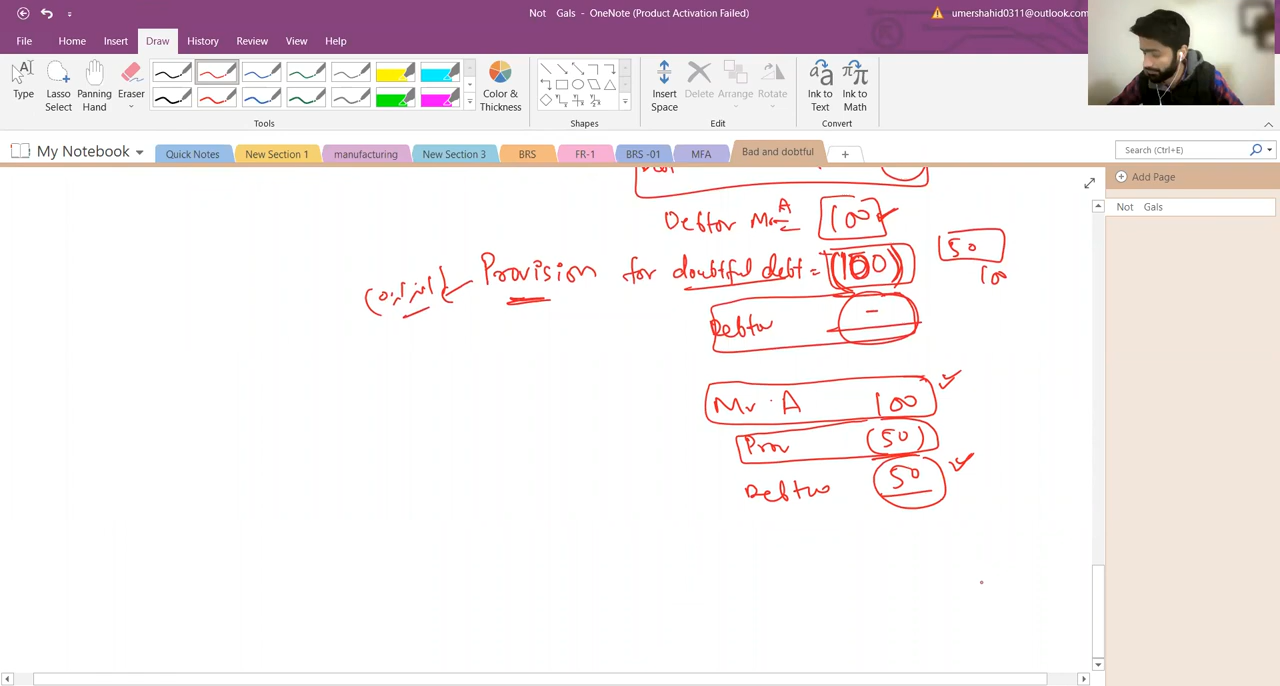 Not Gals - OneNote (Product Activation Failed)
umershahid0311@outlook.com
File Home Insert Draw History Review View Help
Type
Lasso Select
Panning Hand
Eraser
Color & Thickness
Insert Space
Delete
Arrange
Rotate
Ink to Text
Ink to Math
Tools
Shapes
Edit
Convert
My Notebook
Quick Notes
New Section 1
manufacturing
New Section 3
BRS
FR-1
BRS -01
MFA
Bad and dobtful
+
Search (Ctrl+E)
Add Page
Not Gals
Debtor Mr A 100
Provision for doubtful debt = (100)
50
100
Debtor -
Mr. A 100
Prov (50)
Debtor 50